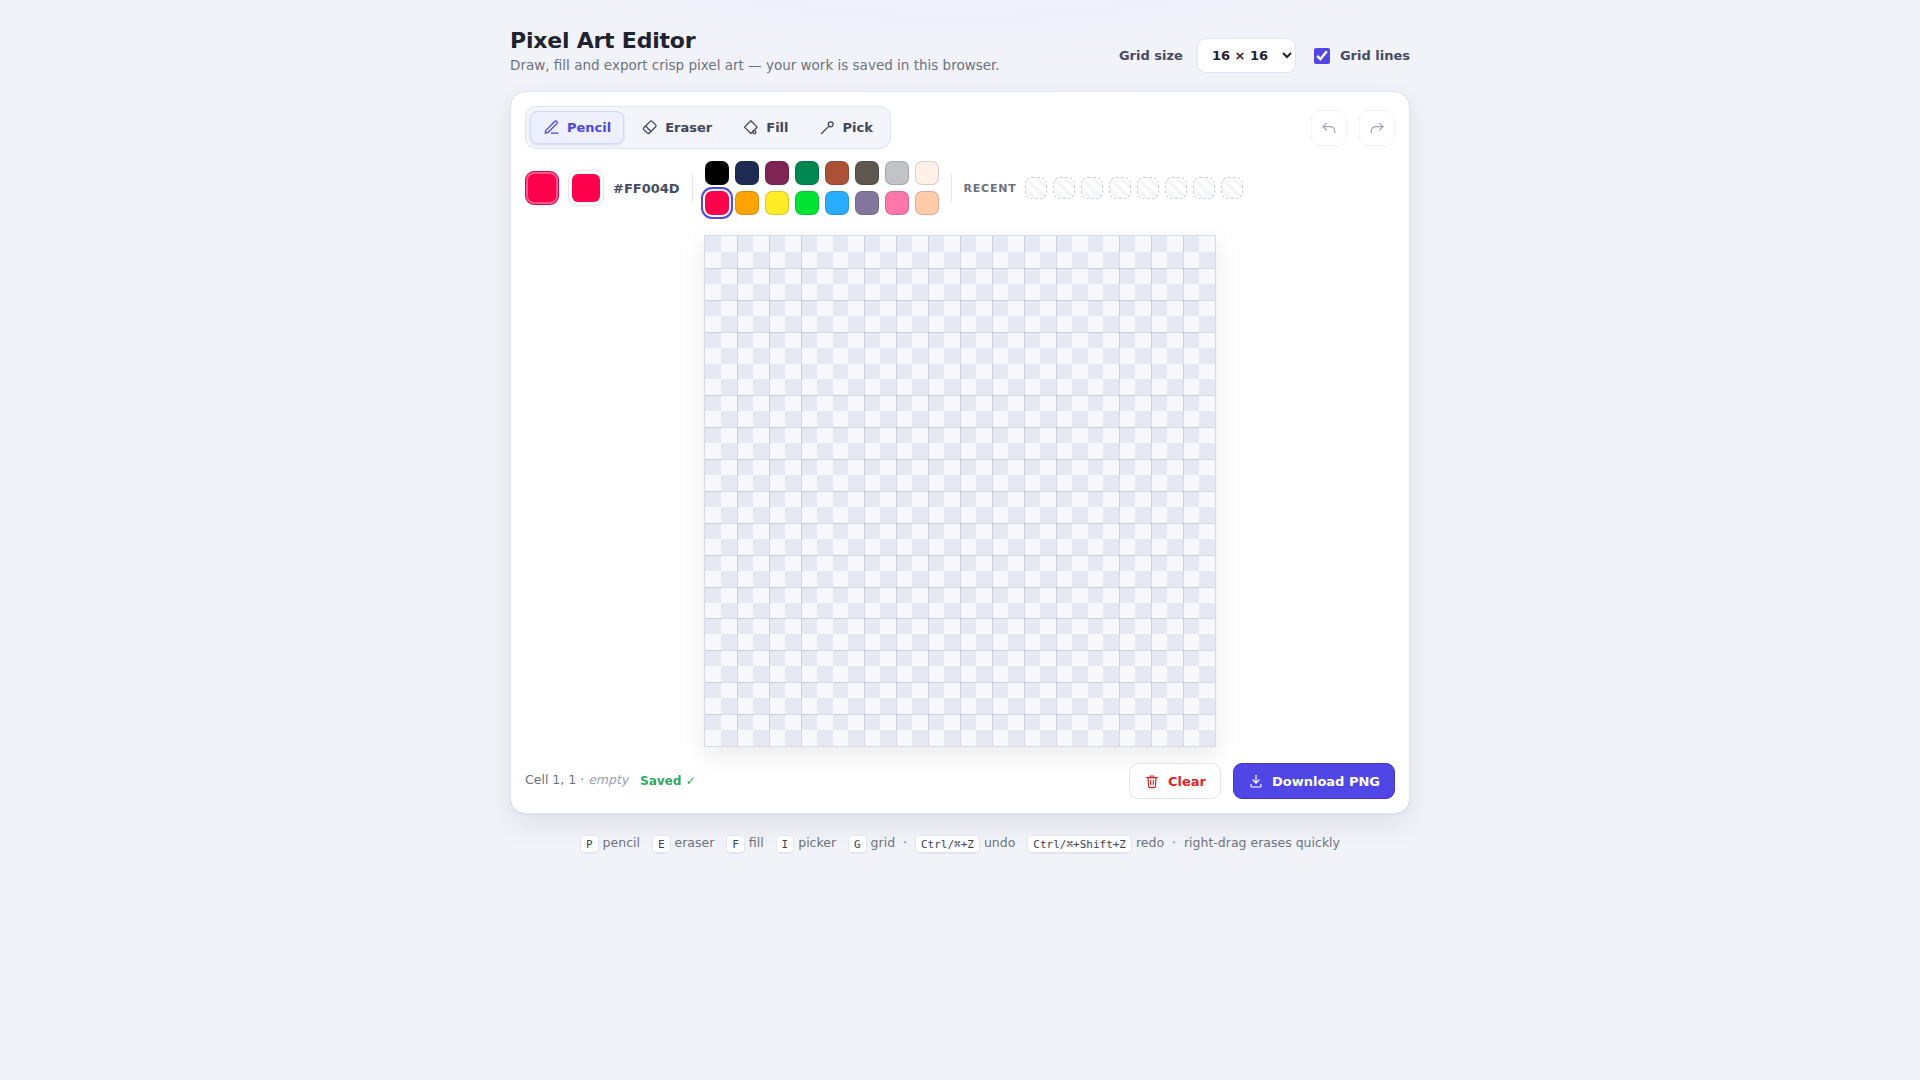 Pixel Art Editor
Draw, fill and export crisp pixel art — your work is saved in this browser.
Grid size 16 × 16 Grid lines
Pencil Eraser Fill Pick
#FF004D RECENT
Cell 1, 1 · empty Saved ✓ Clear Download PNG
P pencil E eraser F fill I picker G grid · Ctrl/⌘+Z undo Ctrl/⌘+Shift+Z redo · right-drag erases quickly